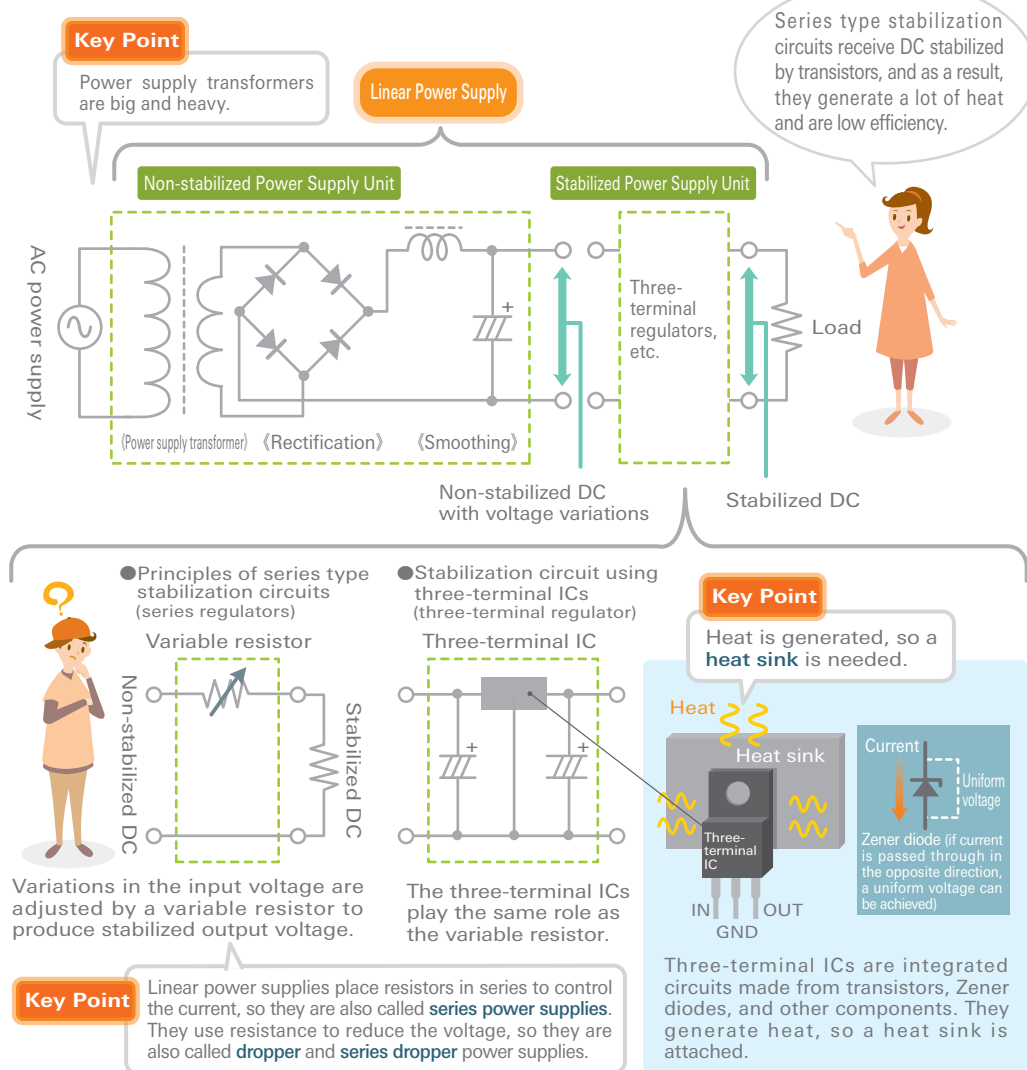 Key Point
Power supply transformers
are big and heavy.
Linear Power Supply
Series type stabilization
circuits receive DC stabilized
by transistors, and as a result,
they generate a lot of heat
and are low efficiency.
Non-stabilized Power Supply Unit
Stabilized Power Supply Unit
AC power supply
+
Three-
terminal
regulators,
etc.
Load
《Power supply transformer》
《Rectification》
《Smoothing》
Non-stabilized DC
with voltage variations
Stabilized DC
●Principles of series type
stabilization circuits
(series regulators)
Variable resistor
Non-stabilized DC
Stabilized DC
Variations in the input voltage are
adjusted by a variable resistor to
produce stabilized output voltage.
●Stabilization circuit using
three-terminal ICs
(three-terminal regulator)
Three-terminal IC
+
+
The three-terminal ICs
play the same role as
the variable resistor.
Key Point
Heat is generated, so a
heat sink is needed.
Heat
Heat sink
Three-
terminal
IC
IN
OUT
GND
Current
Uniform
voltage
Zener diode (if current
is passed through in
the opposite direction,
a uniform voltage can
be achieved)
Three-terminal ICs are integrated
circuits made from transistors, Zener
diodes, and other components. They
generate heat, so a heat sink is
attached.
Key Point
Linear power supplies place resistors in series to control
the current, so they are also called series power supplies.
They use resistance to reduce the voltage, so they are
also called dropper and series dropper power supplies.